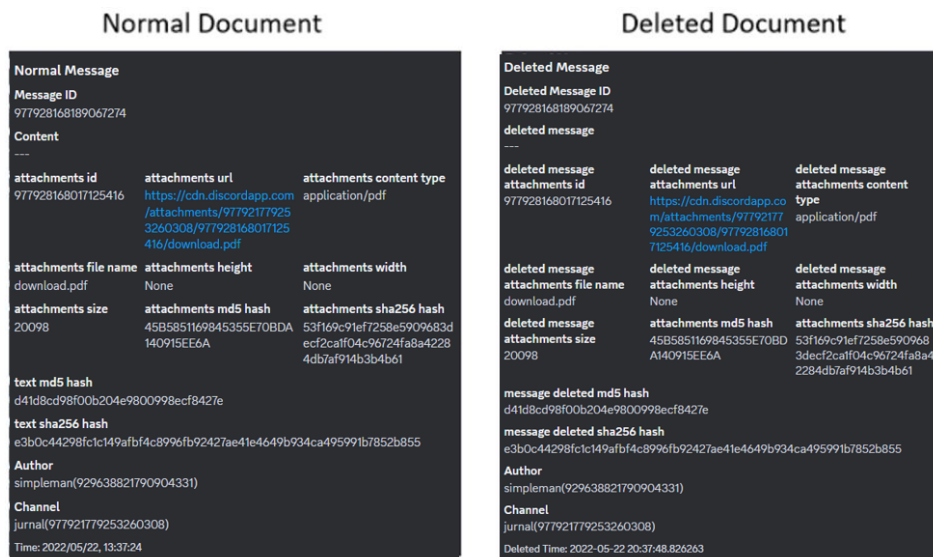 Normal Document
Normal Message
Message ID
977928168189067274
Content
---
attachments id attachments url attachments content type
977928168017125416 https://cdn.discordapp.com application/pdf
/attachments/97792177925
3260308/977928168017125
416/download.pdf
attachments file name attachments height attachments width
download.pdf None None
attachments size attachments md5 hash attachments sha256 hash
20098 45B5851169845355E70BDA 53f169c91ef7258e5909683d
140915EE6A ecf2ca1f04c96724fa8a4228
4db7af914b3b4b61
text md5 hash
d41d8cd98f00b204e9800998ecf8427e
text sha256 hash
e3b0c44298fc1c149afbf4c8996fb92427ae41e4649b934ca495991b7852b855
Author
simpleman(929638821790904331)
Channel
jurnal(977921779253260308)
Time: 2022/05/22, 13:37:24
Deleted Document
Deleted Message
Deleted Message ID
977928168189067274
deleted message
---
deleted message deleted message deleted message
attachments id attachments url attachments content
977928168017125416 https://cdn.discordapp.co type
m/attachments/97792177 application/pdf
9253260308/97792816801
7125416/download.pdf
deleted message deleted message deleted message
attachments file name attachments height attachments width
download.pdf None None
deleted message attachments md5 hash attachments sha256 hash
attachments size 45B5851169845355E70BD 53f169c91ef7258e590968
20098 A140915EE6A 3decf2ca1f04c96724fa8a4
2284db7af914b3b4b61
message deleted md5 hash
d41d8cd98f00b204e9800998ecf8427e
message deleted sha256 hash
e3b0c44298fc1c149afbf4c8996fb92427ae41e4649b934ca495991b7852b855
Author
simpleman(929638821790904331)
Channel
jurnal(977921779253260308)
Deleted Time: 2022-05-22 20:37:48.826263